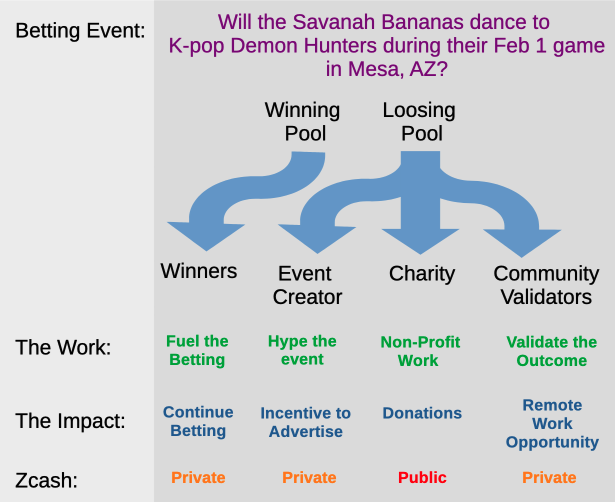 Betting Event:
Will the Savanah Bananas dance to
K-pop Demon Hunters during their Feb 1 game
in Mesa, AZ?
Winning
Pool
Loosing
Pool
Winners
Event
Creator
Charity
Community
Validators
The Work:
Fuel the
Betting
Hype the
event
Non-Profit
Work
Validate the
Outcome
The Impact:
Continue
Betting
Incentive to
Advertise
Donations
Remote
Work
Opportunity
Zcash:
Private
Private
Public
Private